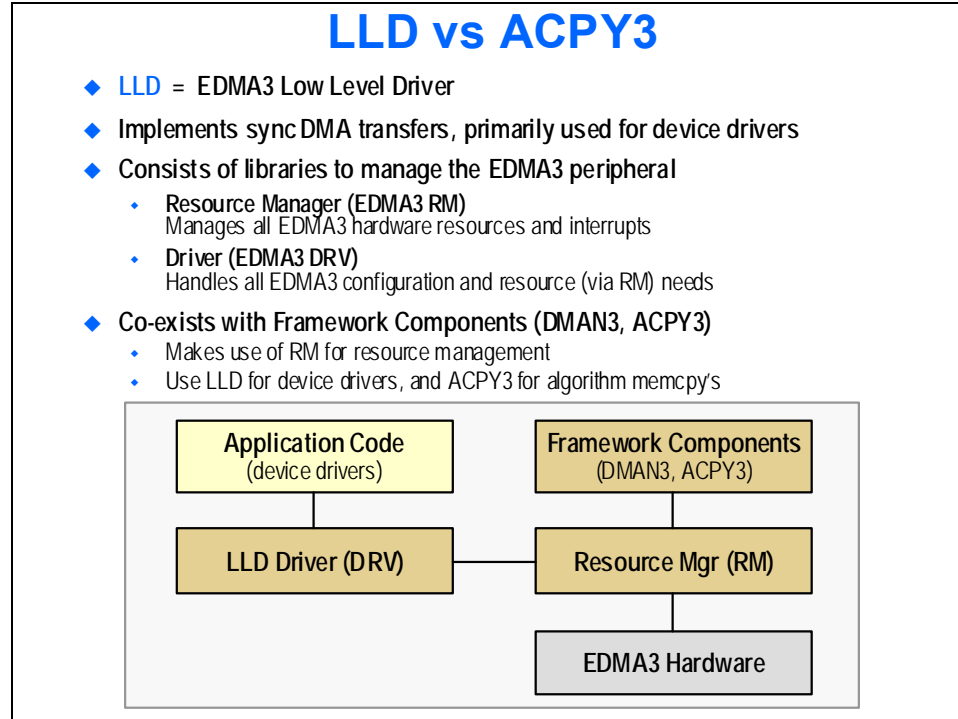 LLD vs ACPY3
LLD = EDMA3 Low Level Driver
Implements sync DMA transfers, primarily used for device drivers
Consists of libraries to manage the EDMA3 peripheral
Resource Manager (EDMA3 RM)
Manages all EDMA3 hardware resources and interrupts
Driver (EDMA3 DRV)
Handles all EDMA3 configuration and resource (via RM) needs
Co-exists with Framework Components (DMAN3, ACPY3)
Makes use of RM for resource management
Use LLD for device drivers, and ACPY3 for algorithm memcpy's
Application Code
(device drivers)
Framework Components
(DMAN3, ACPY3)
LLD Driver (DRV)
Resource Mgr (RM)
EDMA3 Hardware